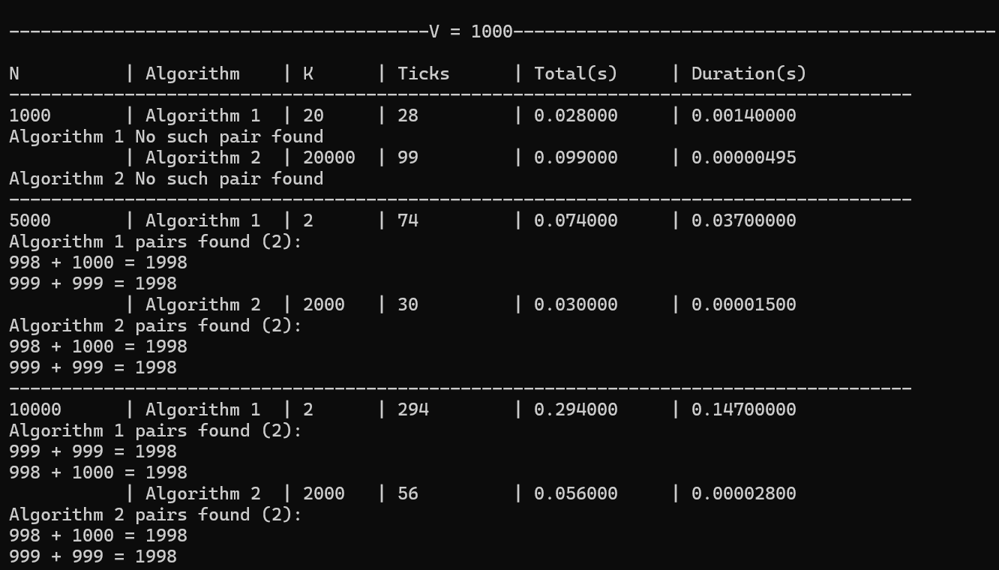 -----------------------------------------V = 1000----------------------------------------------
N | Algorithm | K | Ticks | Total(s) | Duration(s)
--------------------------------------------------------------------------------------
1000 | Algorithm 1 | 20 | 28 | 0.028000 | 0.00140000
Algorithm 1 No such pair found
| Algorithm 2 | 20000 | 99 | 0.099000 | 0.00000495
Algorithm 2 No such pair found
--------------------------------------------------------------------------------------
5000 | Algorithm 1 | 2 | 74 | 0.074000 | 0.03700000
Algorithm 1 pairs found (2):
998 + 1000 = 1998
999 + 999 = 1998
| Algorithm 2 | 2000 | 30 | 0.030000 | 0.00001500
Algorithm 2 pairs found (2):
998 + 1000 = 1998
999 + 999 = 1998
--------------------------------------------------------------------------------------
10000 | Algorithm 1 | 2 | 294 | 0.294000 | 0.14700000
Algorithm 1 pairs found (2):
999 + 999 = 1998
998 + 1000 = 1998
| Algorithm 2 | 2000 | 56 | 0.056000 | 0.00002800
Algorithm 2 pairs found (2):
998 + 1000 = 1998
999 + 999 = 1998